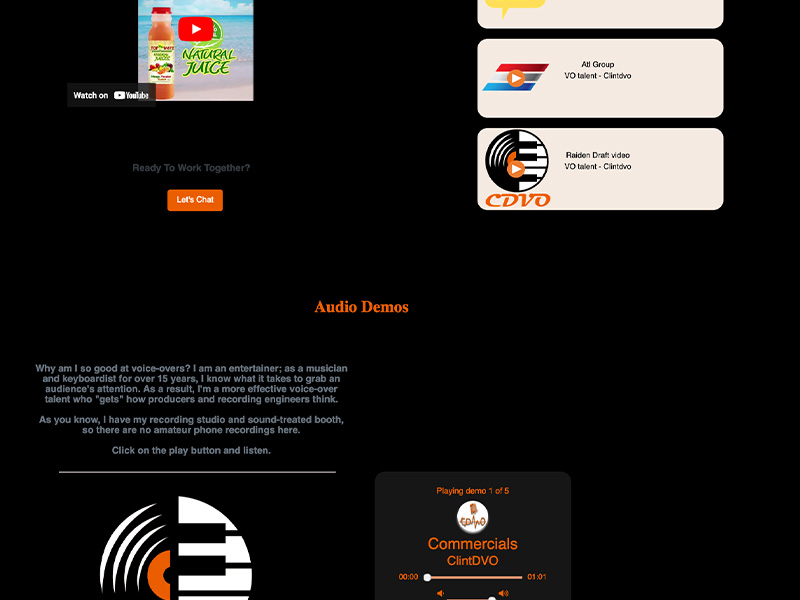 NATURAL
JUICE
Watch on YouTube
Atl Group
VO talent - Clintdvo
Raiden Draft video
VO talent - Clintdvo
CDVO
Ready To Work Together?
Let's Chat
Audio Demos
Why am I so good at voice-overs? I am an entertainer; as a musician
and keyboardist for over 15 years, I know what it takes to grab an
audience's attention. As a result, I'm a more effective voice-over
talent who "gets" how producers and recording engineers think.
As you know, I have my recording studio and sound-treated booth,
so there are no amateur phone recordings here.
Click on the play button and listen.
Playing demo 1 of 5
Commercials
ClintDVO
00:00
01:01